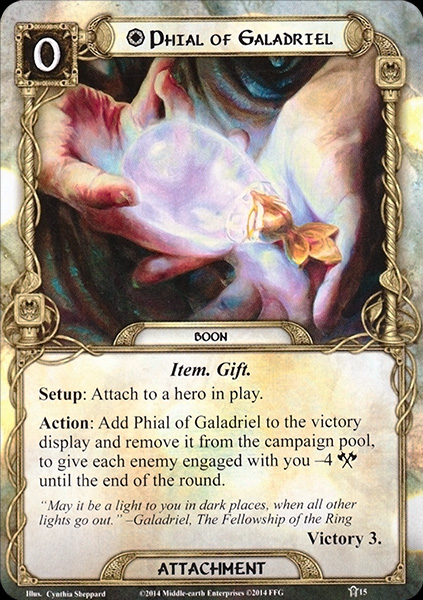 0
Phial of Galadriel
BOON
Item. Gift.
Setup: Attach to a hero in play.
Action: Add Phial of Galadriel to the victory
display and remove it from the campaign pool,
to give each enemy engaged with you –4
until the end of the round.
“May it be a light to you in dark places, when all other
lights go out.” –Galadriel, The Fellowship of the Ring
Victory 3.
ATTACHMENT
Illus. Cynthia Sheppard ©2014 Middle-earth Enterprises ©2014 FFG 15